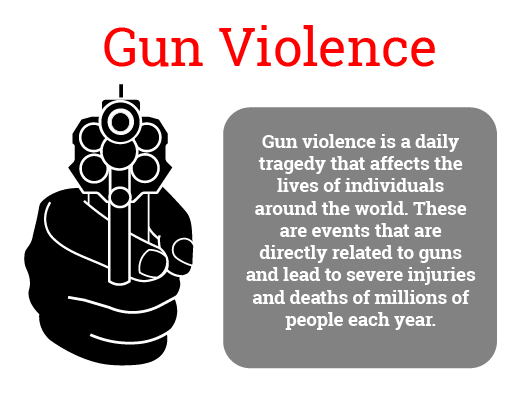 Gun Violence
Gun violence is a daily
tragedy that affects the
lives of individuals
around the world. These
are events that are
directly related to guns
and lead to severe injuries
and deaths of millions of
people each year.